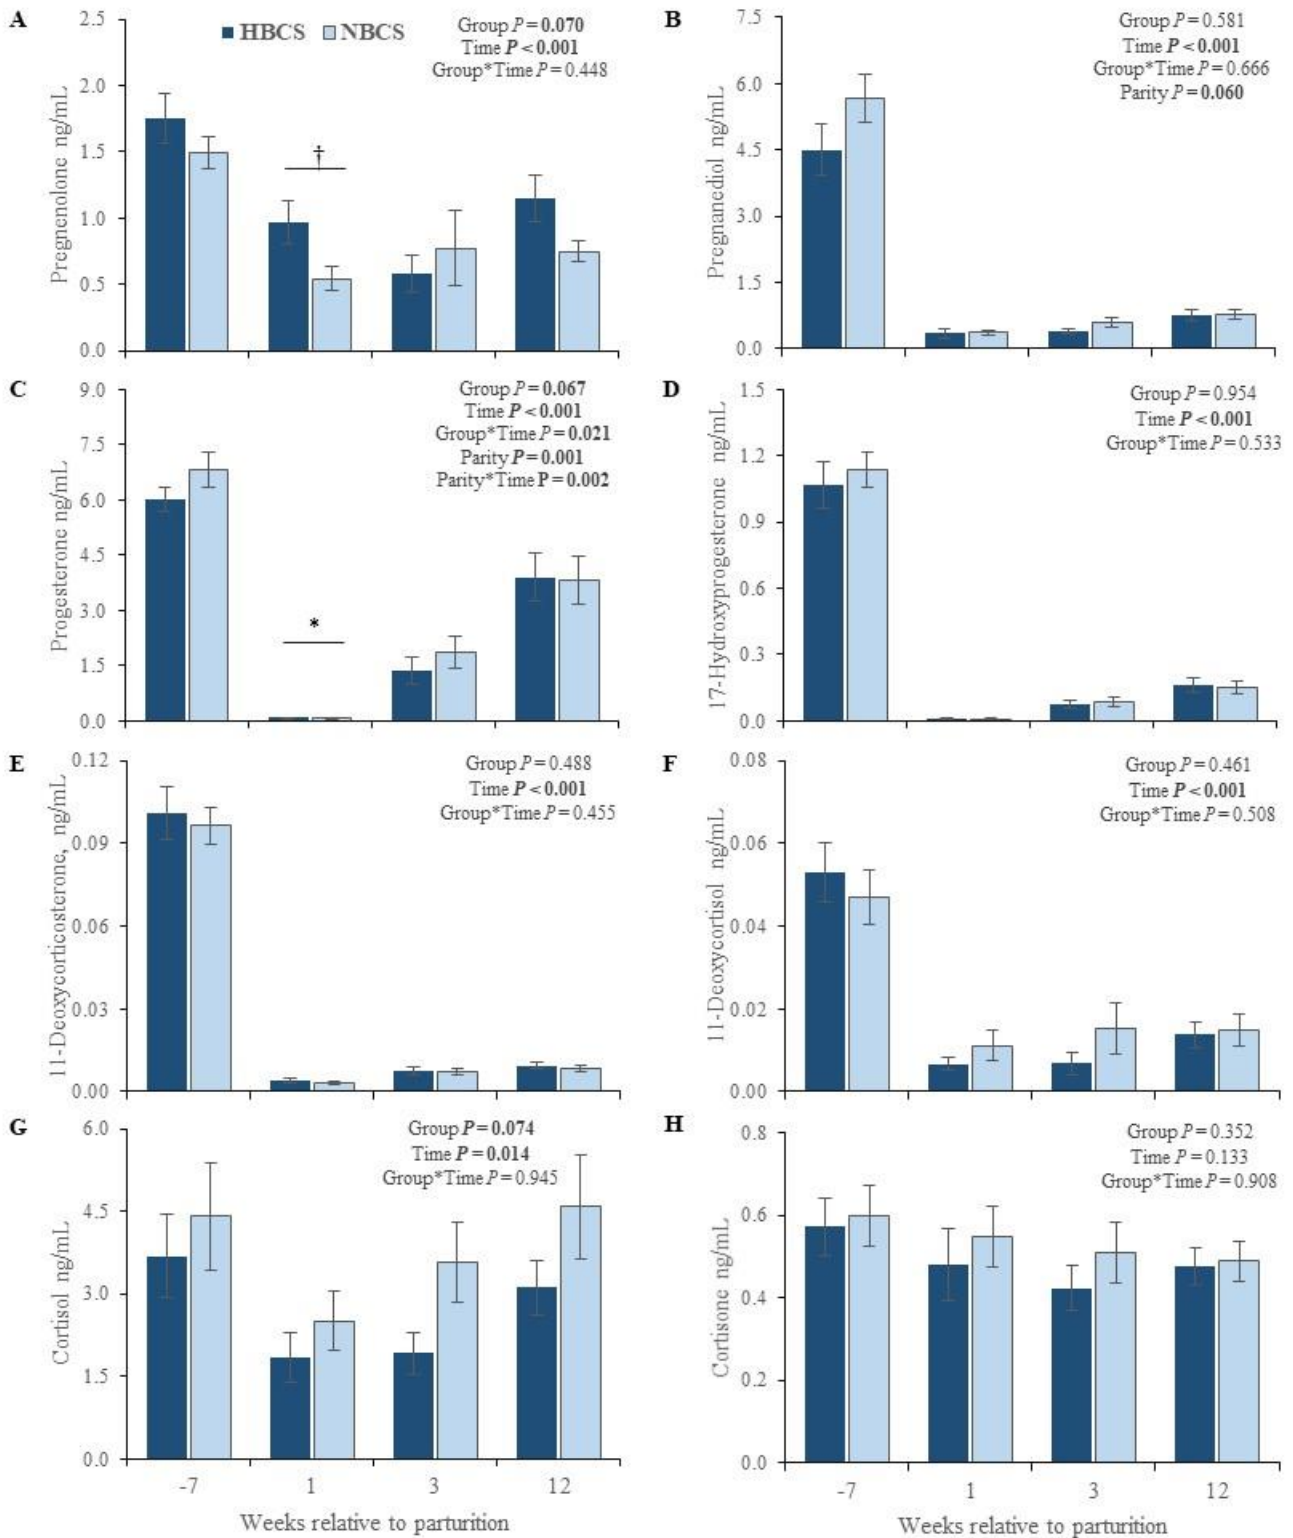 A
2.5
2.0
1.5
1.0
0.5
0.0
Pregnenolone ng/mL
HBCS NBCS
Group P = 0.070
Time P < 0.001
Group*Time P = 0.448
‡
B
7.5
6.0
4.5
3.0
1.5
0.0
Pregnanediol ng/mL
Group P = 0.581
Time P < 0.001
Group*Time P = 0.666
Parity P = 0.060
C
9.0
7.5
6.0
4.5
3.0
1.5
0.0
Progesterone ng/mL
Group P = 0.067
Time P < 0.001
Group*Time P = 0.021
Parity P = 0.001
Parity*Time P = 0.002
*
D
1.5
1.2
0.9
0.6
0.3
0.0
17-Hydroxyprogesterone ng/mL
Group P = 0.954
Time P < 0.001
Group*Time P = 0.533
E
0.12
0.09
0.06
0.03
0.00
11-Deoxycorticosterone, ng/mL
Group P = 0.488
Time P < 0.001
Group*Time P = 0.455
F
0.08
0.06
0.04
0.02
0.00
11-Deoxycortisol ng/mL
Group P = 0.461
Time P < 0.001
Group*Time P = 0.508
G
6.0
4.5
3.0
1.5
0.0
Cortisol ng/mL
Group P = 0.074
Time P = 0.014
Group*Time P = 0.945
-7 1 3 12
Weeks relative to parturition
H
0.8
0.6
0.4
0.2
0.0
Cortisone ng/mL
Group P = 0.352
Time P = 0.133
Group*Time P = 0.908
-7 1 3 12
Weeks relative to parturition